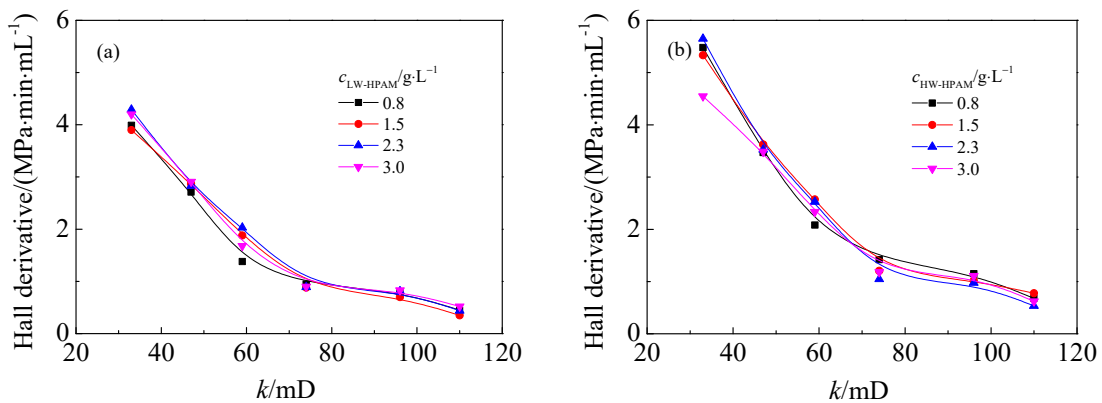 Hall derivative/(MPa·min·mL⁻¹)
6
4
2
0
(a)
c_LW-HPAM/g·L⁻¹
0.8
1.5
2.3
3.0
20 40 60 80 100 120
k/mD
Hall derivative/(MPa·min·mL⁻¹)
6
4
2
0
(b)
c_HW-HPAM/g·L⁻¹
0.8
1.5
2.3
3.0
20 40 60 80 100 120
k/mD